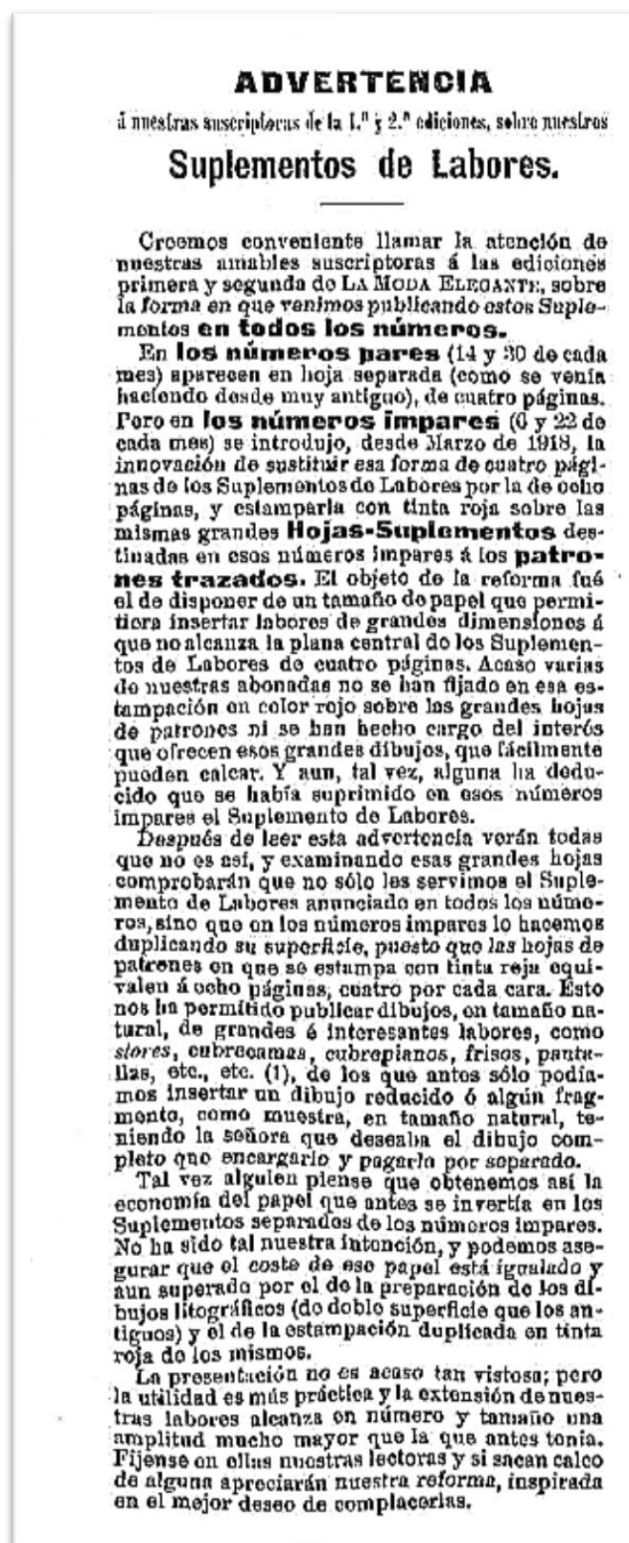 ADVERTENCIA
á nuestras suscriptoras de la 1.ª y 2.ª ediciones, sobre nuestros
Suplementos de Labores.
Creemos conveniente llamar la atención de
nuestras amables suscriptoras á las ediciones
primera y segunda de LA MODA ELEGANTE, sobre
la forma en que venimos publicando estos Suple-
mentos en todos los números.
En los números pares (14 y 30 de cada
mes) aparecen en hoja separada (como se venía
haciendo desde muy antiguo), de cuatro páginas.
Pero en los números impares (6 y 22 de
cada mes) se introdujo, desde Marzo de 1918, la
innovación de sustituir esa forma de cuatro pági-
nas de los Suplementos de Labores por la de ocho
páginas, y estamparla con tinta roja sobre las
mismas grandes Hojas-Suplementos des-
tinadas en esos números impares á los patro-
nes trazados. El objeto de la reforma fué
el de disponer de un tamaño de papel que permi-
tiera insertar labores de grandes dimensiones á
que no alcanza la plana central de los Suplemen-
tos de Labores de cuatro páginas. Acaso varias
de nuestras abonadas no se han fijado en esa es-
tampación en color rojo sobre las grandes hojas
de patrones ni se han hecho cargo del interés
que ofrecen esos grandes dibujos, que fácilmente
pueden calcar. Y aun, tal vez, alguna ha dedu-
cido que se había suprimido en esos números
impares el Suplemento de Labores.
Después de leer esta advertencia verán todas
que no es así, y examinando esas grandes hojas
comprobarán que no sólo les servimos el Suple-
mento de Labores anunciado en todos los núme-
ros, sino que en los números impares lo hacemos
duplicando su superficie, puesto que las hojas de
patrones en que se estampa con tinta roja equi-
valen á ocho páginas, cuatro por cada cara. Esto
nos ha permitido publicar dibujos, en tamaño na-
tural, de grandes é interesantes labores, como
stores, cubrecamas, cubrepianos, frisos, panta-
llas, etc., etc. (1), de los que antes sólo podía-
mos insertar un dibujo reducido ó algún frag-
mento, como muestra, en tamaño natural, te-
niendo la señora que deseaba el dibujo com-
pleto que encargarlo y pagarlo por separado.
Tal vez alguien piense que obtenemos así la
economía del papel que antes se invertía en los
Suplementos separados de los números impares.
No ha sido tal nuestra intención, y podemos ase-
gurar que el coste de ese papel está igualado y
aun superado por el de la preparación de los di-
bujos litográficos (de doble superficie que los an-
tiguos) y el de la estampación duplicada en tinta
roja de los mismos.
La presentación no es acaso tan vistosa; pero
la utilidad es más práctica y la extensión de nues-
tras labores alcanza en número y tamaño una
amplitud mucho mayor que la que antes tenía.
Fíjense en ellas nuestras lectoras y si sacan calco
de alguna apreciarán nuestra reforma, inspirada
en el mejor deseo de complacerlas.